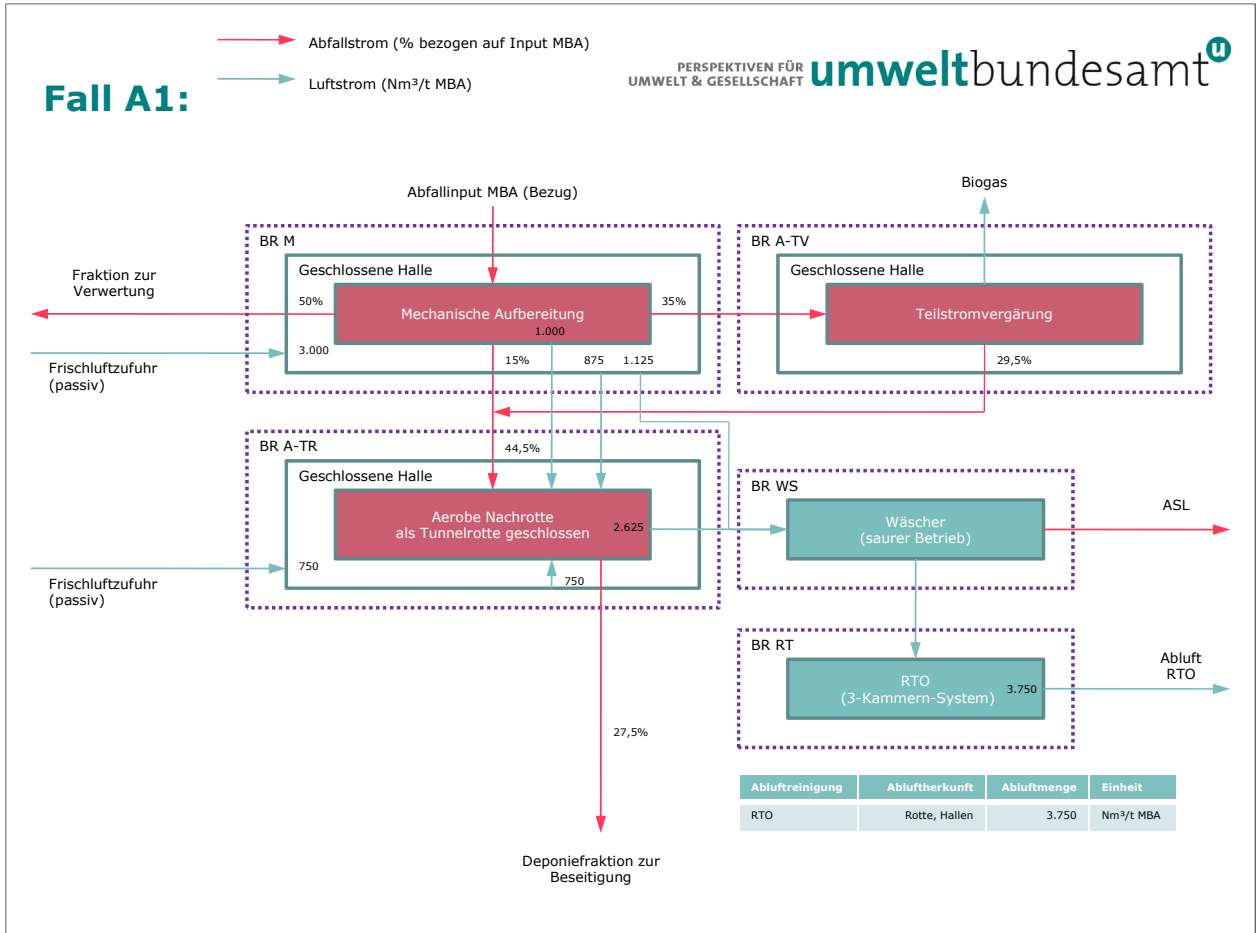 Abfallstrom (% bezogen auf Input MBA)
Luftstrom (Nm³/t MBA)
PERSPEKTIVEN FÜR
UMWELT & GESELLSCHAFT
umweltbundesamt
u
Fall A1:
Abfallinput MBA (Bezug)
Biogas
BR M
BR A-TV
Geschlossene Halle
Geschlossene Halle
Fraktion zur
Verwertung
50%
Mechanische Aufbereitung
35%
Teilstromvergärung
1.000
3.000
15%
875
1.125
29,5%
Frischluftzufuhr
(passiv)
BR A-TR
44,5%
Geschlossene Halle
BR WS
Aerobe Nachrotte
als Tunnelrotte geschlossen
2.625
Wäscher
(saurer Betrieb)
ASL
750
750
Frischluftzufuhr
(passiv)
BR RT
RTO
(3-Kammern-System)
3.750
Abluft
RTO
27,5%
Abluftreinigung Abluftherkunft Abluftmenge Einheit
RTO Rotte, Hallen 3.750 Nm³/t MBA
Deponiefraktion zur
Beseitigung